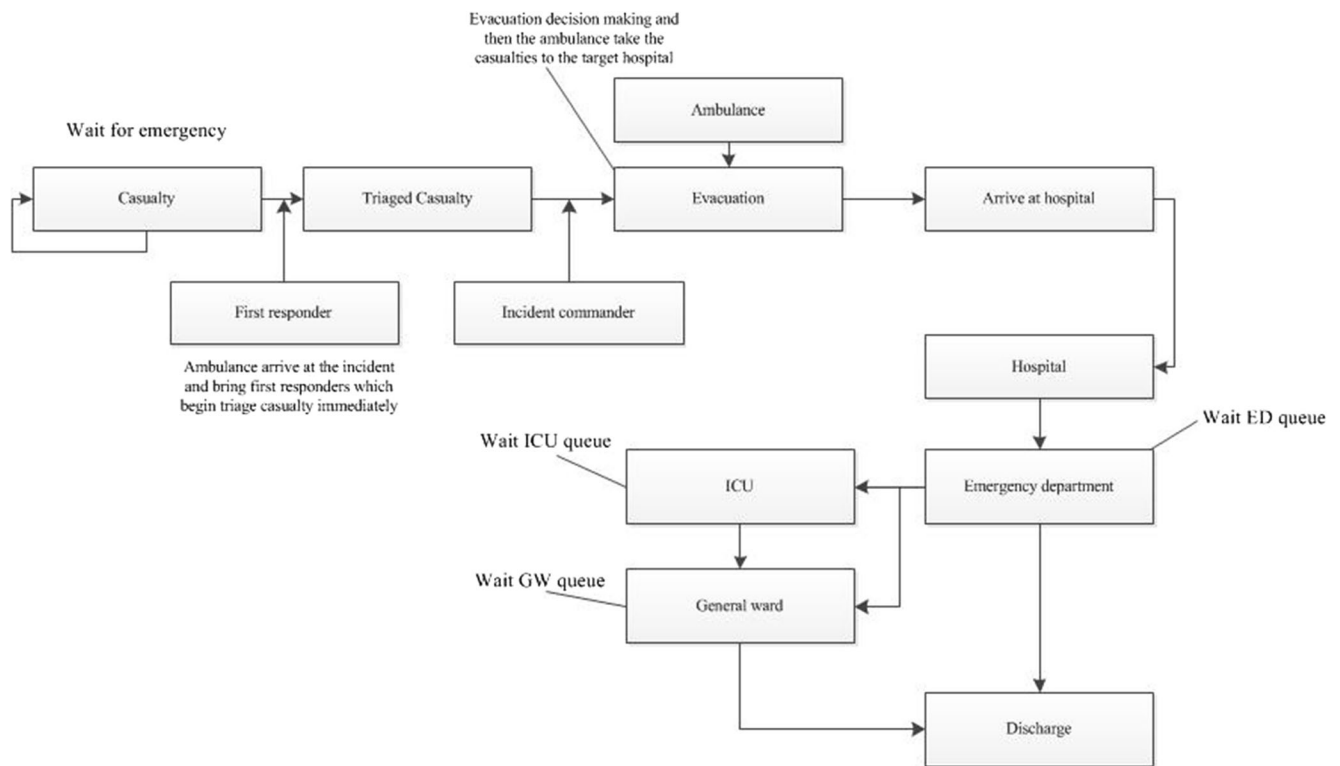 Evacuation decision making and
then the ambulance take the
casualties to the target hospital
Ambulance
Wait for emergency
Casualty
Triaged Casualty
Evacuation
Arrive at hospital
First responder
Incident commander
Ambulance arrive at the incident
and bring first responders which
begin triage casualty immediately
Hospital
Wait ED queue
Wait ICU queue
ICU
Emergency department
Wait GW queue
General ward
Discharge